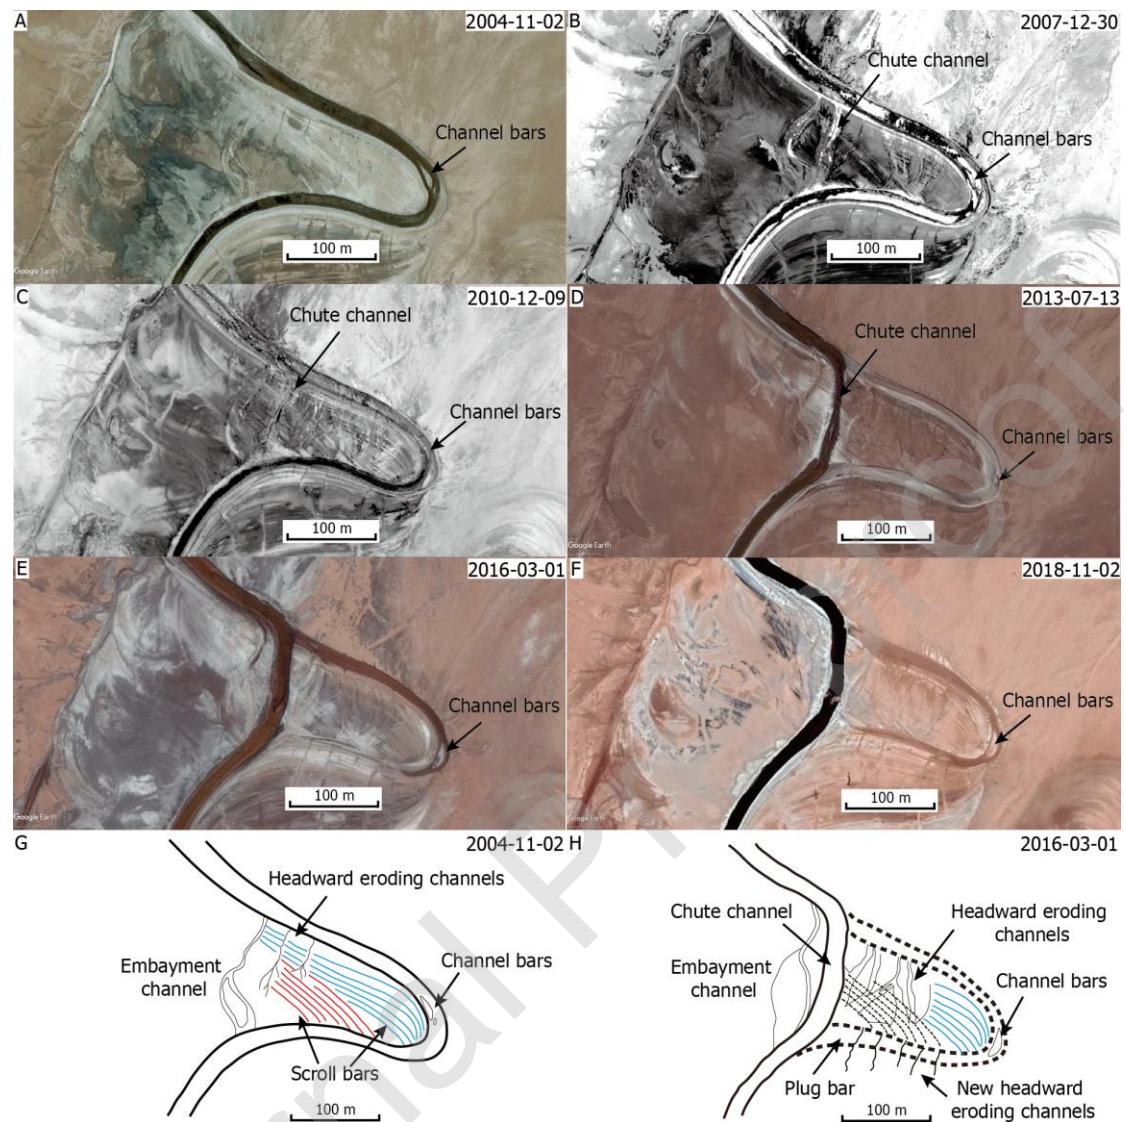 A
2004-11-02
Channel bars
100 m
Google Earth
B
2007-12-30
Chute channel
Channel bars
100 m
C
2010-12-09
Chute channel
Channel bars
100 m
D
2013-07-13
Chute channel
Channel bars
100 m
Google Earth
E
2016-03-01
Channel bars
100 m
Google Earth
F
2018-11-02
Channel bars
100 m
Google Earth
G
2004-11-02
Headward eroding channels
Embayment
channel
Channel bars
Scroll bars
100 m
H
2016-03-01
Chute channel
Headward eroding
channels
Embayment
channel
Channel bars
Plug bar
New headward
eroding channels
100 m